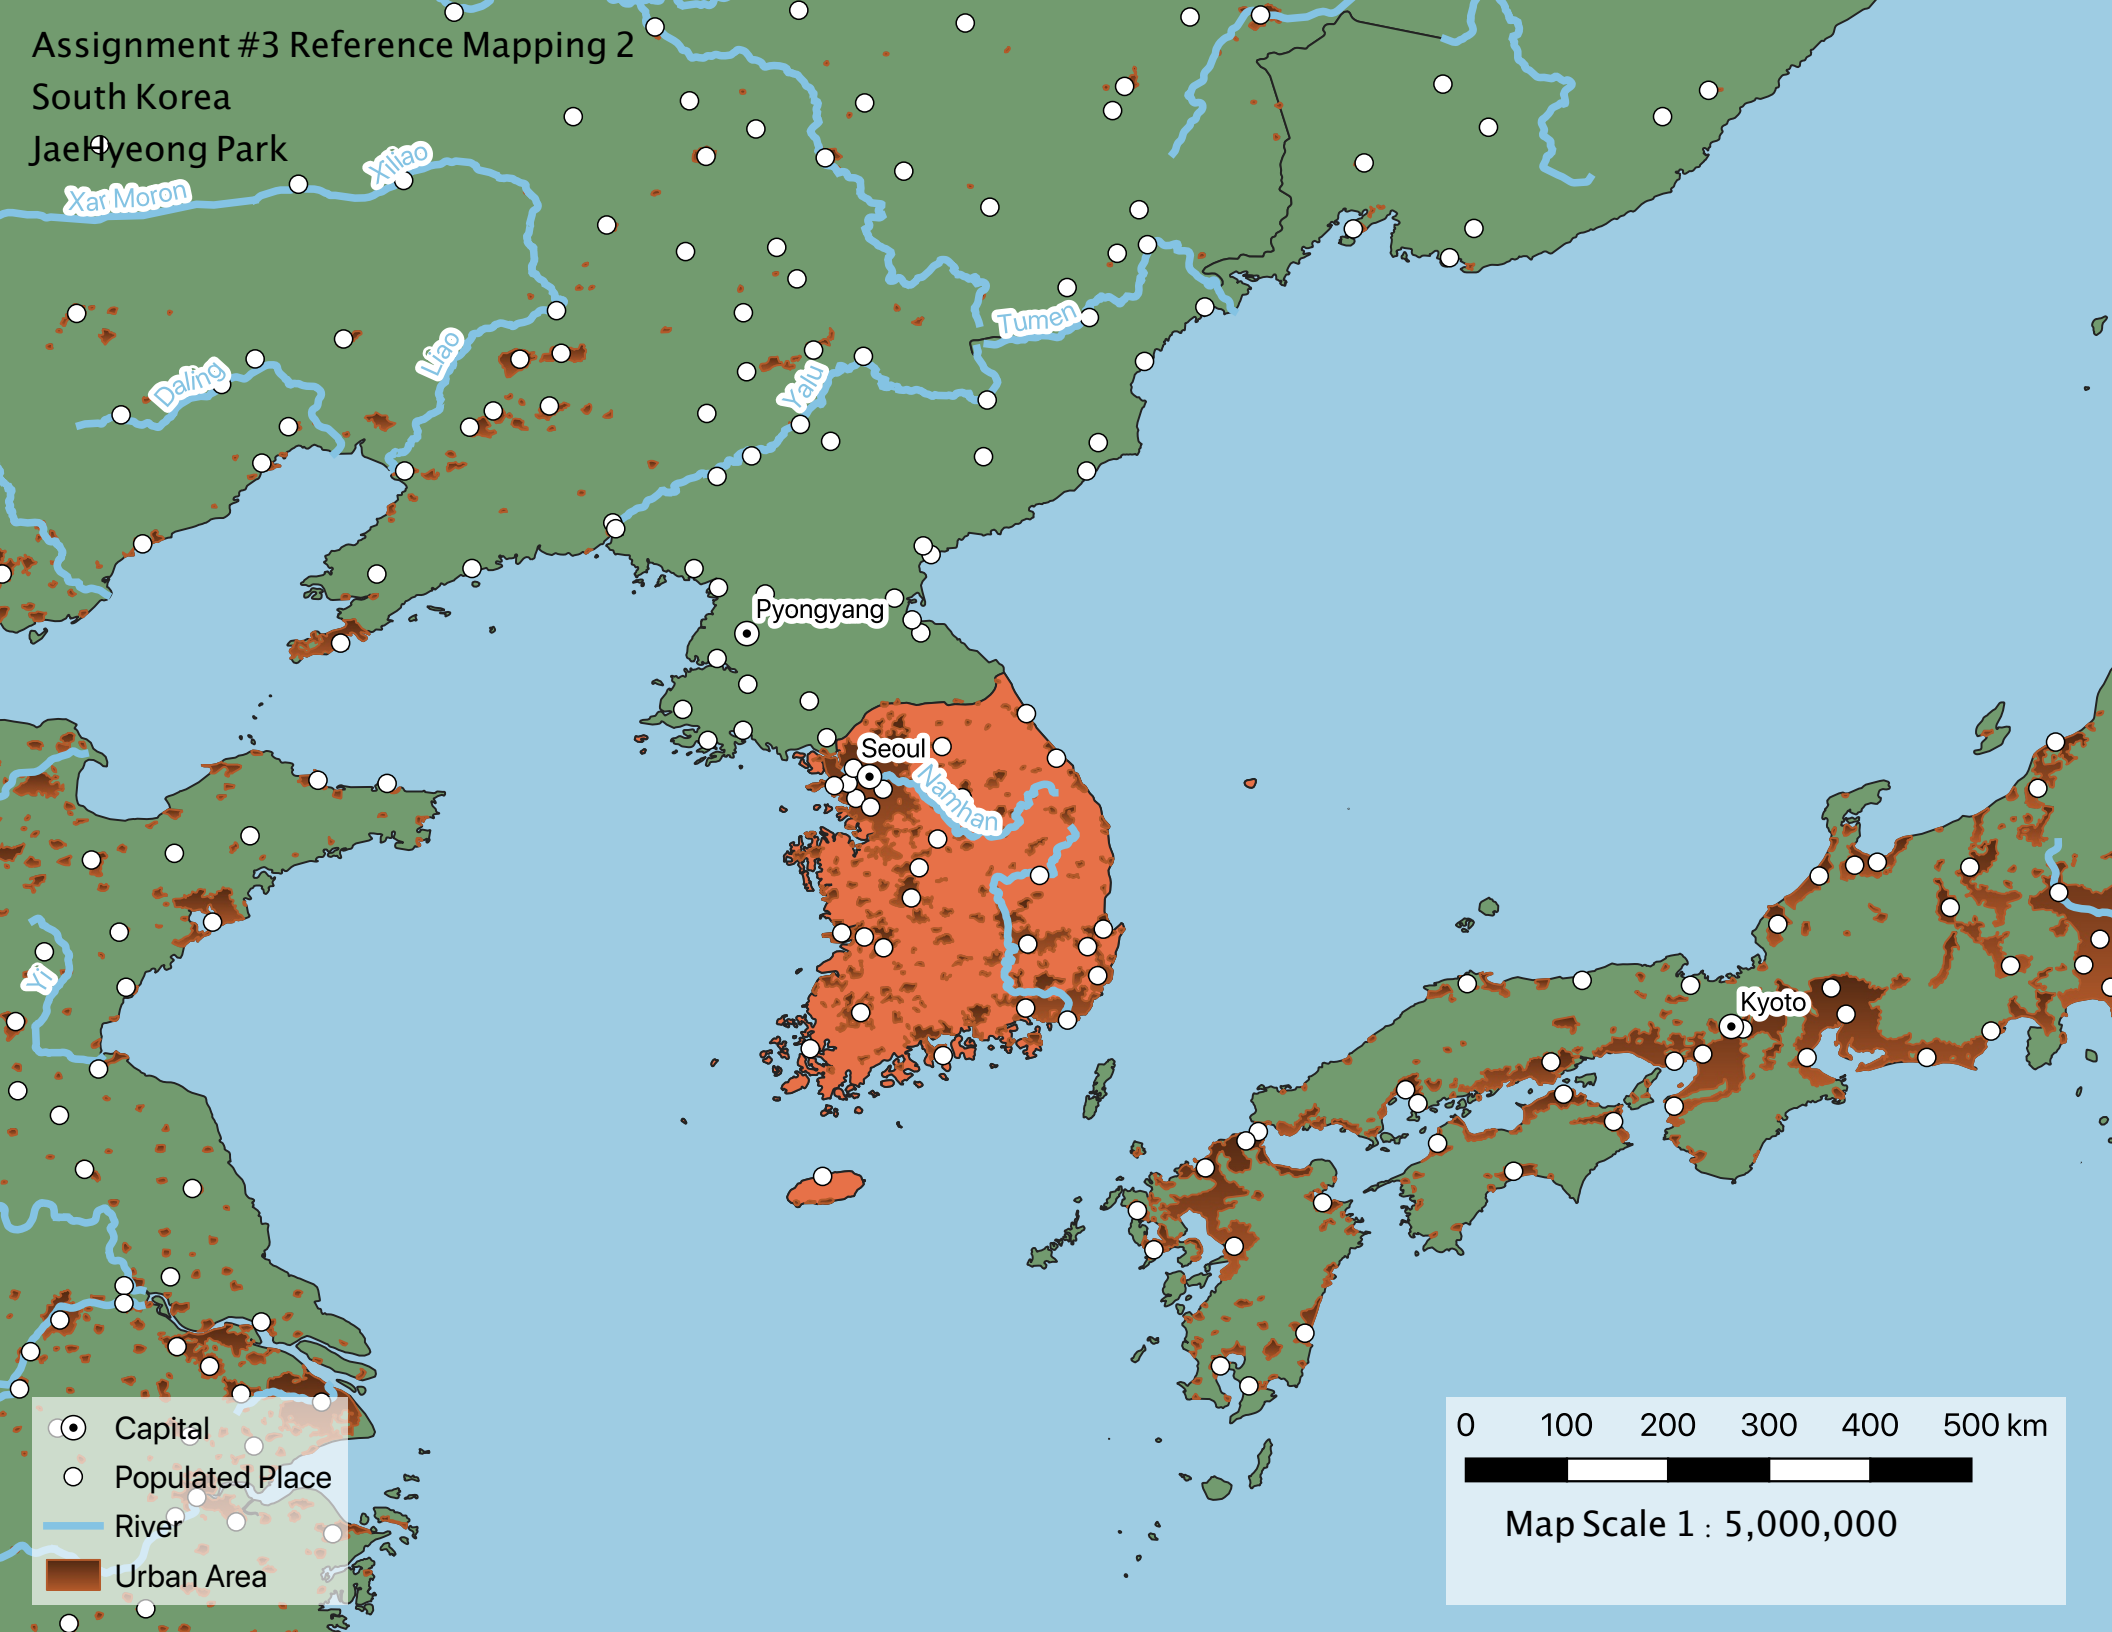 Assignment #3 Reference Mapping 2
South Korea
JaeHyeong Park
Xar Moron
Xiliao
Tumen
Daling
Liao
Yalu
Pyongyang
Seoul
Namhan
Yi
Kyoto
Capital
Populated Place
River
Urban Area
0 100 200 300 400 500 km
Map Scale 1 : 5,000,000